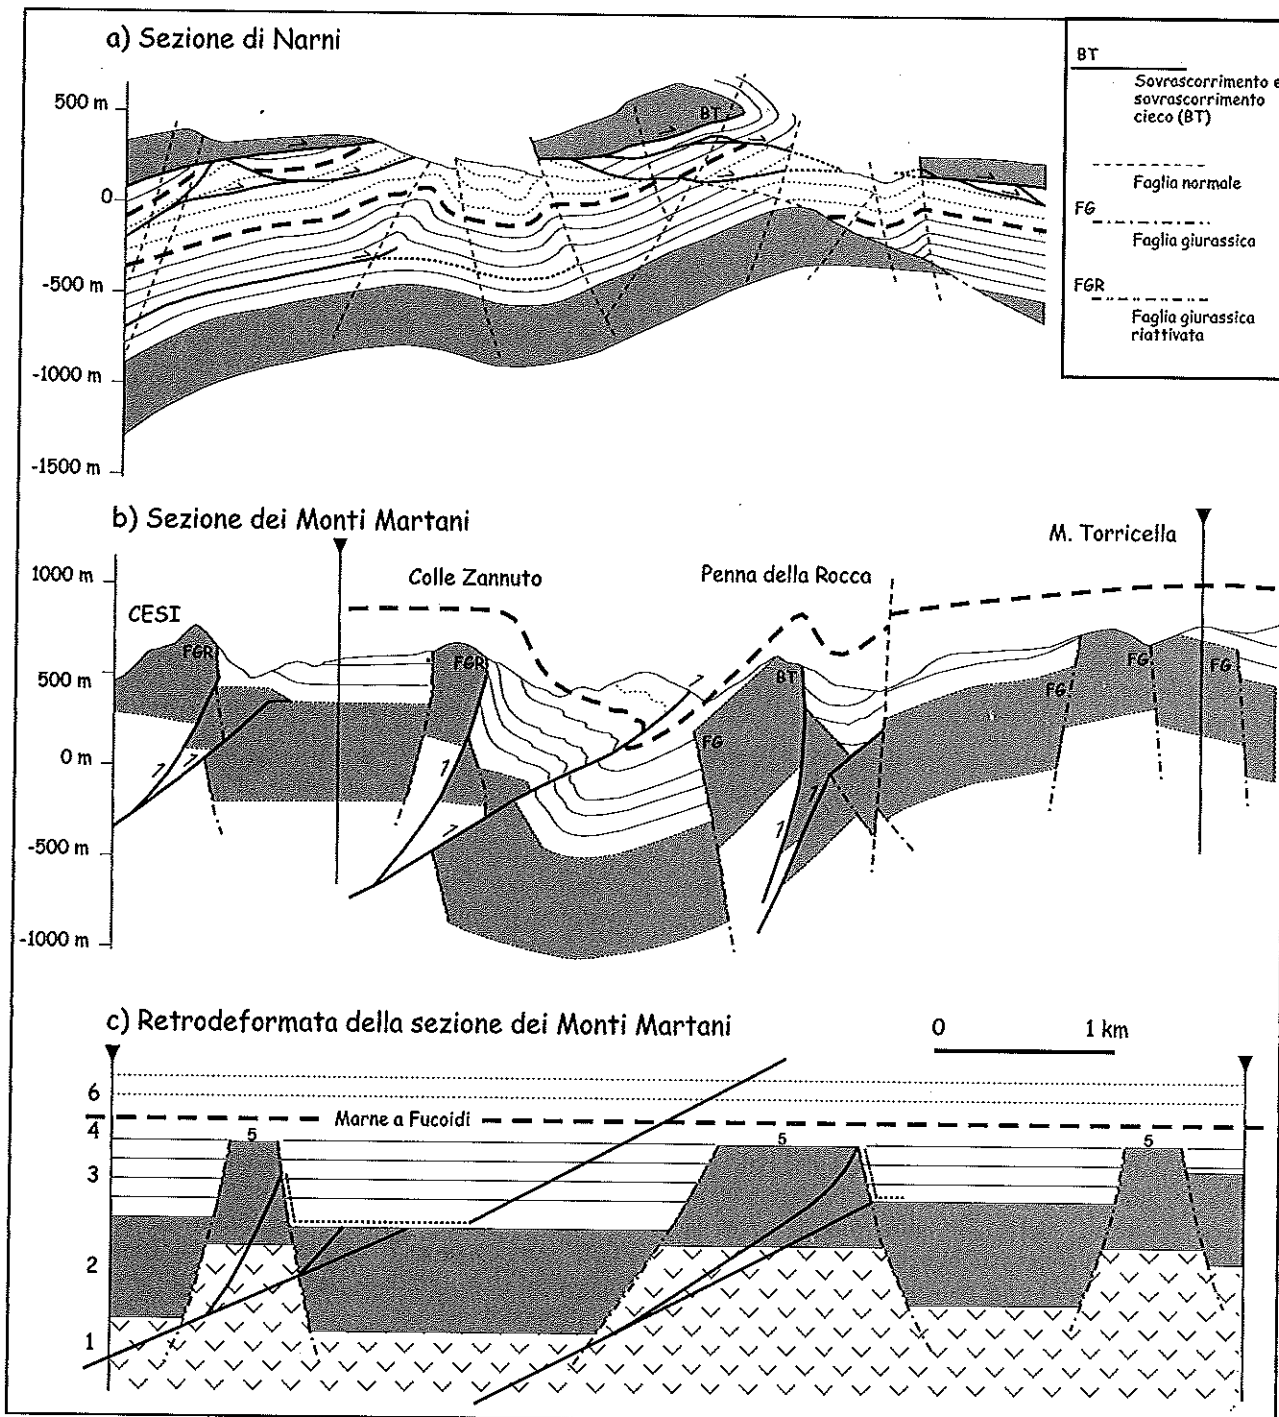 a) Sezione di Narni
500 m
0
-500 m
-1000 m
-1500 m
BT
BT
Sovrascorrimento e
sovrascorrimento
cieco (BT)
Faglia normale
FG
Faglia giurassica
FGR
Faglia giurassica
riattivata
b) Sezione dei Monti Martani
M. Torricella
1000 m
Colle Zannuto
Penna della Rocca
CESI
FGR
FGR
BT
FG
FG
FG
FG
500 m
0 m
-500 m
-1000 m
c) Retrodeformata della sezione dei Monti Martani
0
1 km
6
Marne a Fucoidi
4
5
5
5
3
2
1